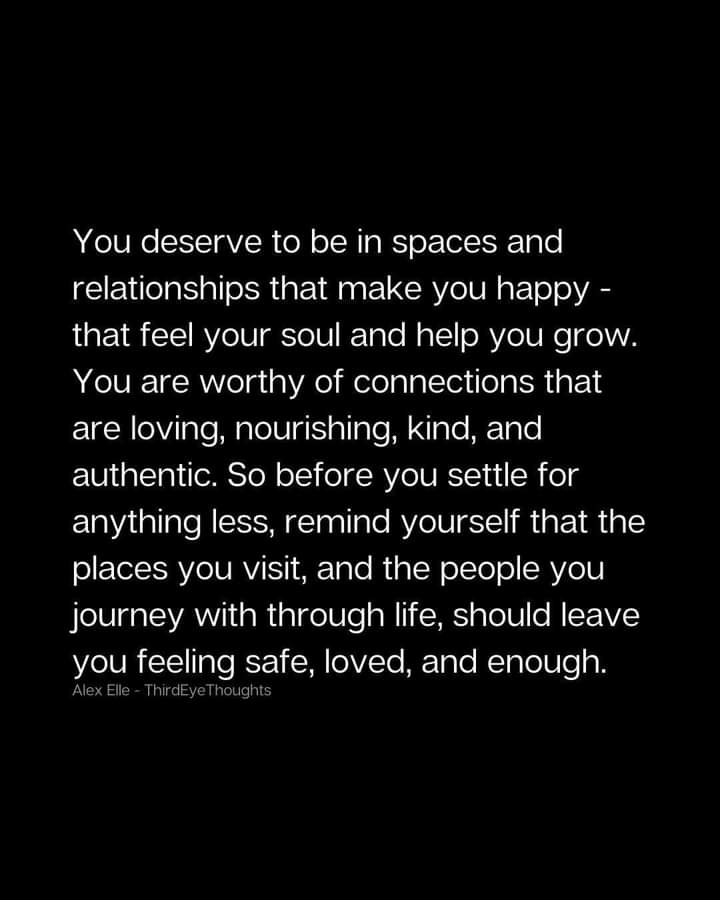 You deserve to be in spaces and
relationships that make you happy -
that feel your soul and help you grow.
You are worthy of connections that
are loving, nourishing, kind, and
authentic. So before you settle for
anything less, remind yourself that the
places you visit, and the people you
journey with through life, should leave
you feeling safe, loved, and enough.
Alex Elle - ThirdEyeThoughts